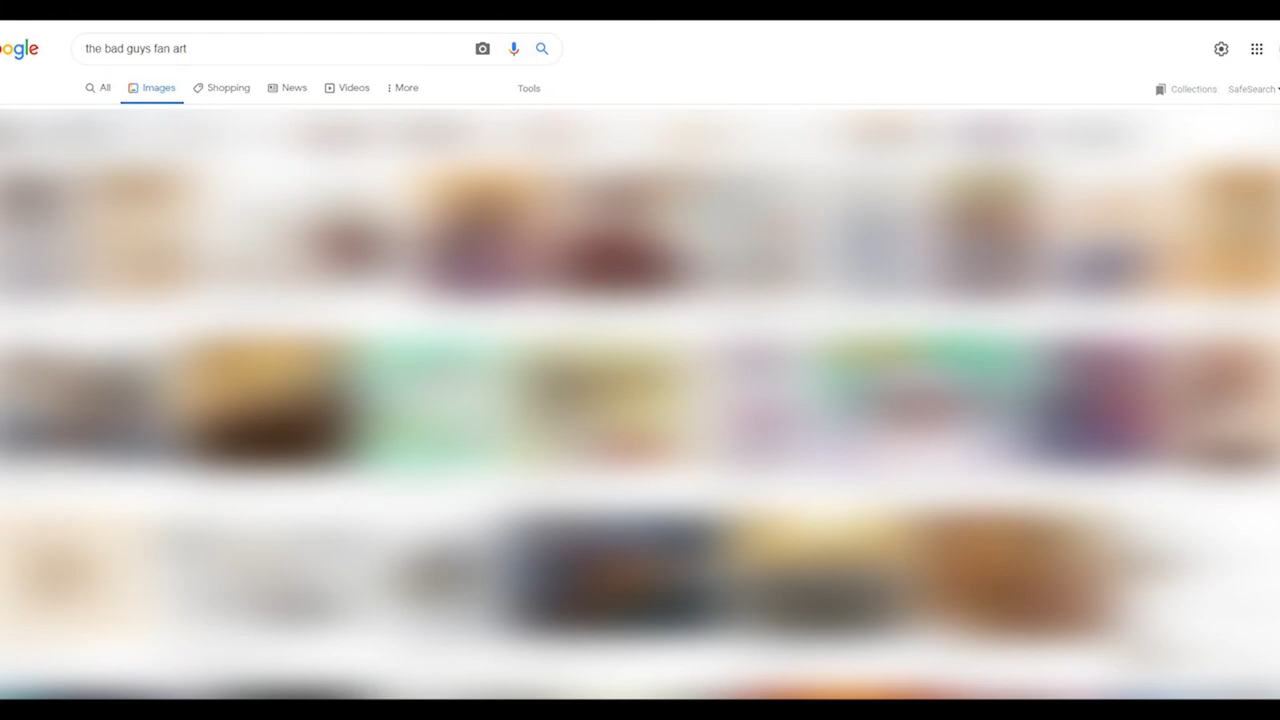 ogle
the bad guys fan art
All Images Shopping News Videos More Tools Collections SafeSearch